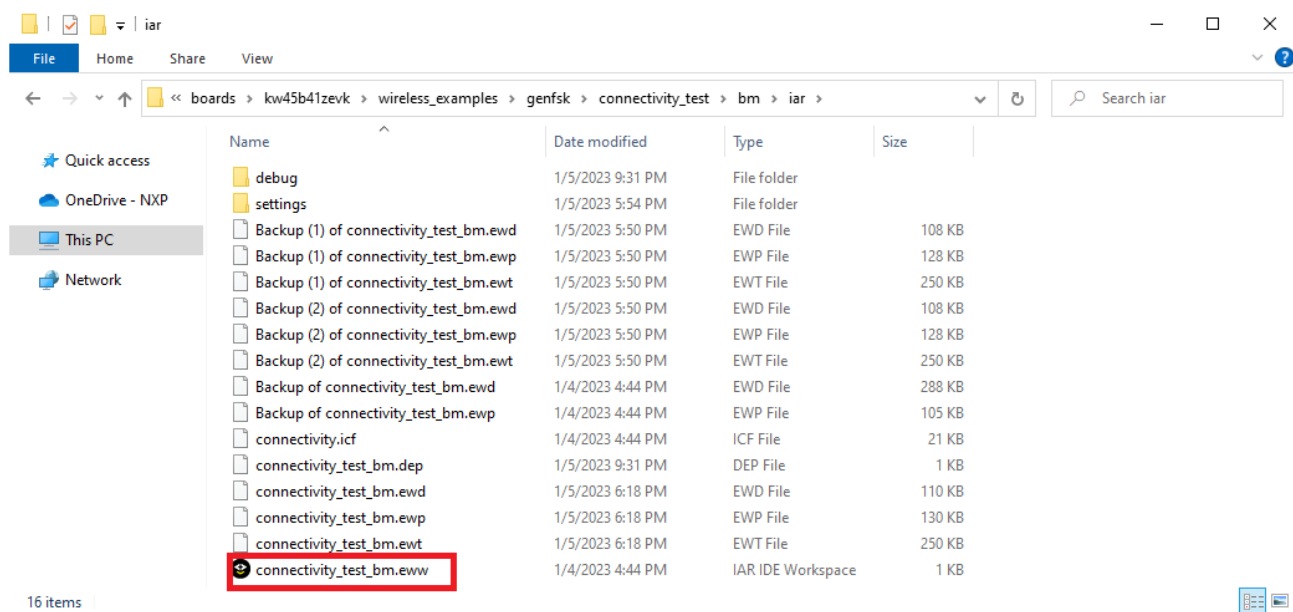 iar
File Home Share View ?
« boards › kw45b41zevk › wireless_examples › genfsk › connectivity_test › bm › iar › Search iar
Name Date modified Type Size
Quick access
OneDrive - NXP
This PC
Network
debug 1/5/2023 9:31 PM File folder
settings 1/5/2023 5:54 PM File folder
Backup (1) of connectivity_test_bm.ewd 1/5/2023 5:50 PM EWD File 108 KB
Backup (1) of connectivity_test_bm.ewp 1/5/2023 5:50 PM EWP File 128 KB
Backup (1) of connectivity_test_bm.ewt 1/5/2023 5:50 PM EWT File 250 KB
Backup (2) of connectivity_test_bm.ewd 1/5/2023 5:50 PM EWD File 108 KB
Backup (2) of connectivity_test_bm.ewp 1/5/2023 5:50 PM EWP File 128 KB
Backup (2) of connectivity_test_bm.ewt 1/5/2023 5:50 PM EWT File 250 KB
Backup of connectivity_test_bm.ewd 1/4/2023 4:44 PM EWD File 288 KB
Backup of connectivity_test_bm.ewp 1/4/2023 4:44 PM EWP File 105 KB
connectivity.icf 1/4/2023 4:44 PM ICF File 21 KB
connectivity_test_bm.dep 1/5/2023 9:31 PM DEP File 1 KB
connectivity_test_bm.ewd 1/5/2023 6:18 PM EWD File 110 KB
connectivity_test_bm.ewp 1/5/2023 6:18 PM EWP File 130 KB
connectivity_test_bm.ewt 1/5/2023 6:18 PM EWT File 250 KB
connectivity_test_bm.eww 1/4/2023 4:44 PM IAR IDE Workspace 1 KB
16 items